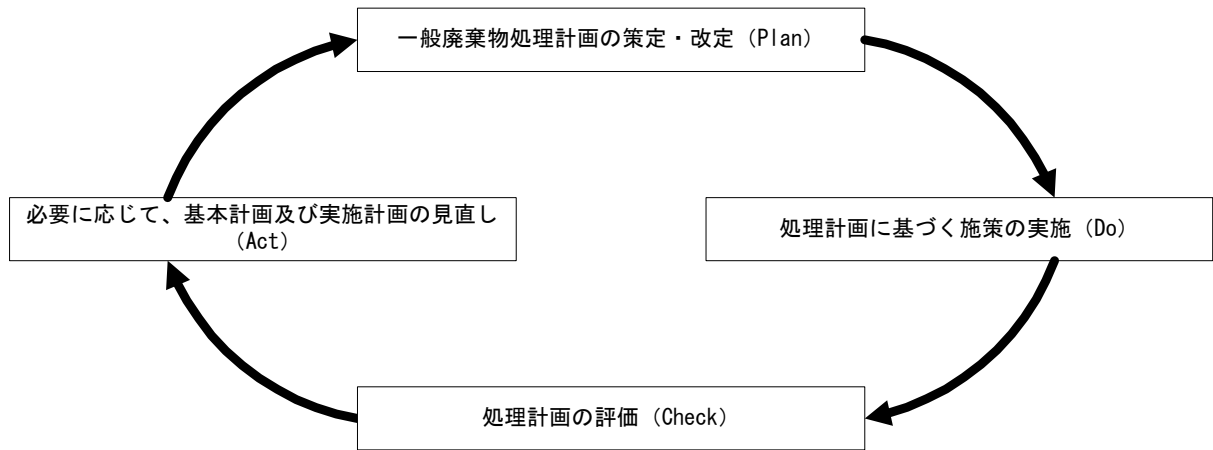 一般廃棄物処理計画の策定・改定（Plan）
必要に応じて、基本計画及び実施計画の見直し
（Act）
処理計画に基づく施策の実施（Do）
処理計画の評価（Check）